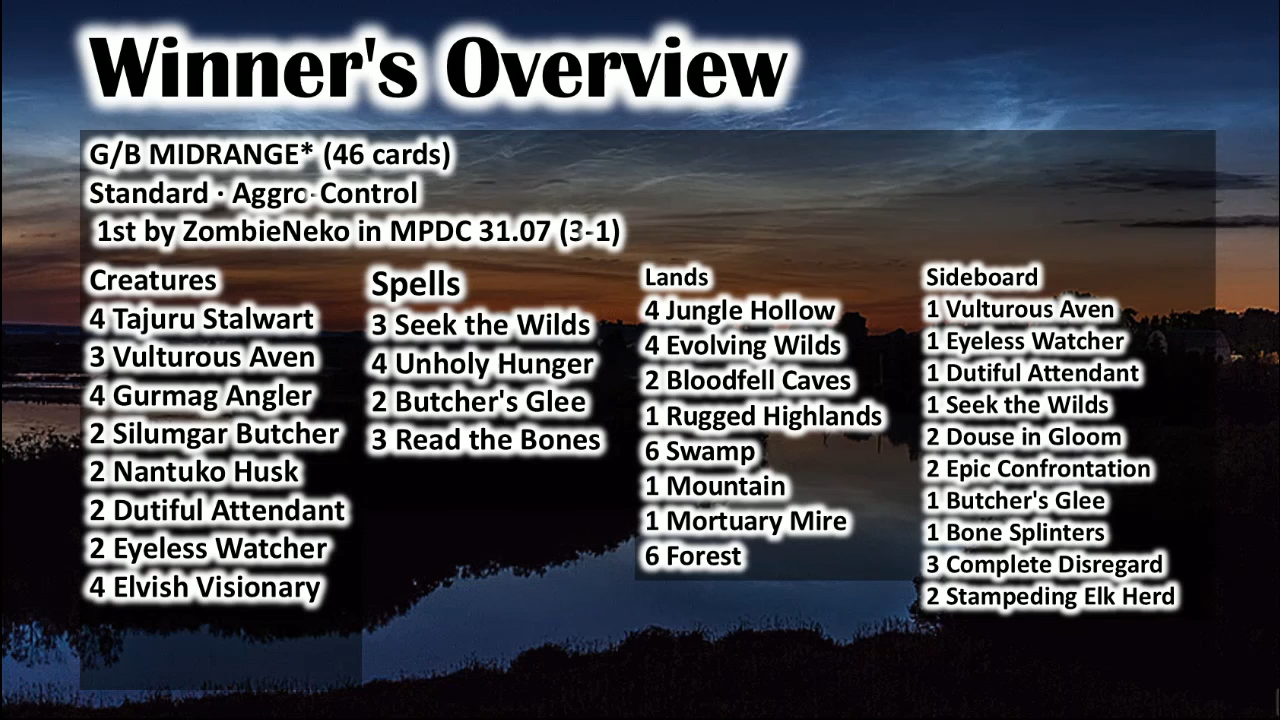 Winner's Overview
G/B MIDRANGE* (46 cards)
Standard · Aggro-Control
1st by ZombieNeko in MPDC 31.07 (3-1)
Creatures
4 Tajuru Stalwart
3 Vulturous Aven
4 Gurmag Angler
2 Silumgar Butcher
2 Nantuko Husk
2 Dutiful Attendant
2 Eyeless Watcher
4 Elvish Visionary
Spells
3 Seek the Wilds
4 Unholy Hunger
2 Butcher's Glee
3 Read the Bones
Lands
4 Jungle Hollow
4 Evolving Wilds
2 Bloodfell Caves
1 Rugged Highlands
6 Swamp
1 Mountain
1 Mortuary Mire
6 Forest
Sideboard
1 Vulturous Aven
1 Eyeless Watcher
1 Dutiful Attendant
1 Seek the Wilds
2 Douse in Gloom
2 Epic Confrontation
1 Butcher's Glee
1 Bone Splinters
3 Complete Disregard
2 Stampeding Elk Herd